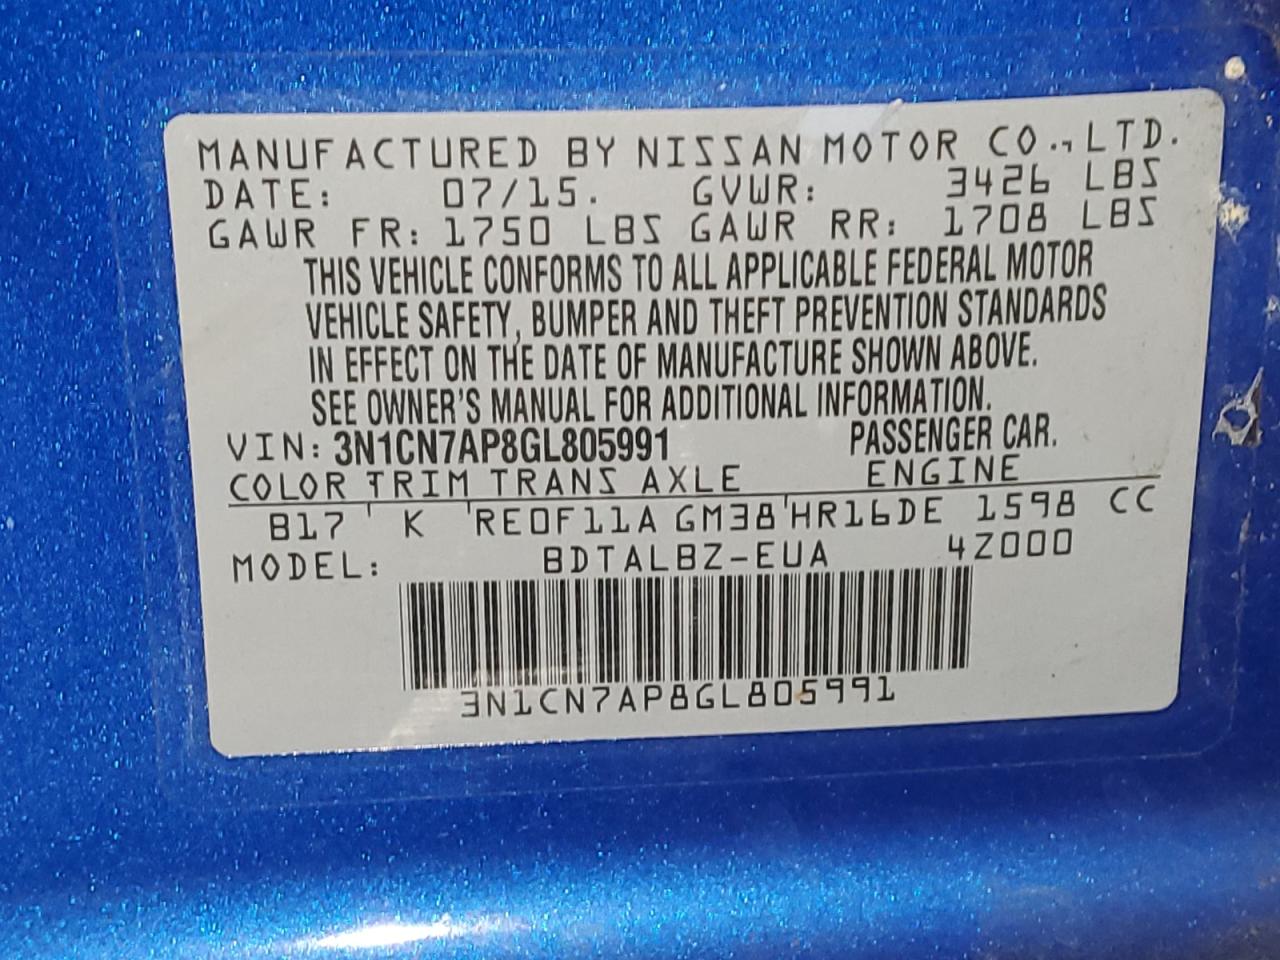 MANUFACTURED BY NISSAN MOTOR CO., LTD.
DATE: 07/15. GVWR: 3426 LBS
GAWR FR: 1750 LBS GAWR RR: 1708 LBS
THIS VEHICLE CONFORMS TO ALL APPLICABLE FEDERAL MOTOR
VEHICLE SAFETY, BUMPER AND THEFT PREVENTION STANDARDS
IN EFFECT ON THE DATE OF MANUFACTURE SHOWN ABOVE.
SEE OWNER'S MANUAL FOR ADDITIONAL INFORMATION.
VIN: 3N1CN7AP8GL805991 PASSENGER CAR.
COLOR TRIM TRANS AXLE ENGINE
B17 K RE0F11A GM38 HR16DE 1598 CC
MODEL: BDTALBZ-EUA 4Z000
3N1CN7AP8GL805991